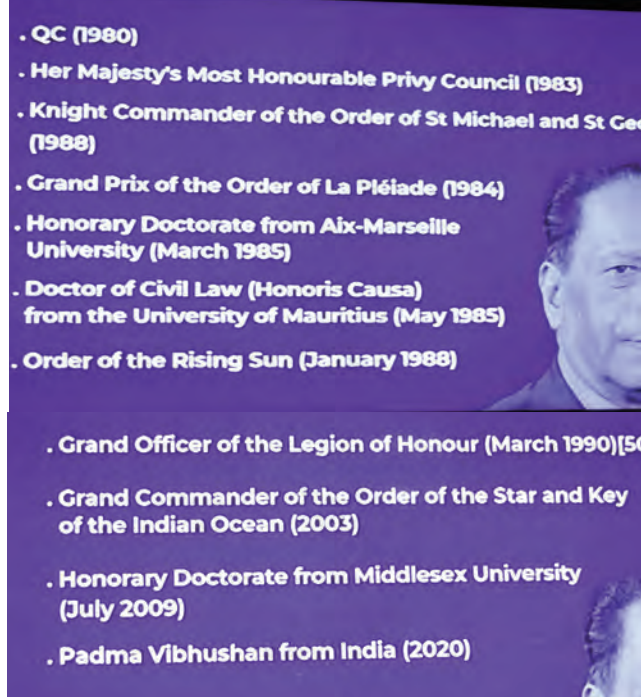 . QC (1980)
. Her Majesty's Most Honourable Privy Council (1983)
. Knight Commander of the Order of St Michael and St Geo
(1988)
. Grand Prix of the Order of La Pléiade (1984)
. Honorary Doctorate from Aix-Marseille
University (March 1985)
. Doctor of Civil Law (Honoris Causa)
from the University of Mauritius (May 1985)
. Order of the Rising Sun (January 1988)
. Grand Officer of the Legion of Honour (March 1990)[50
. Grand Commander of the Order of the Star and Key
of the Indian Ocean (2003)
. Honorary Doctorate from Middlesex University
(July 2009)
. Padma Vibhushan from India (2020)